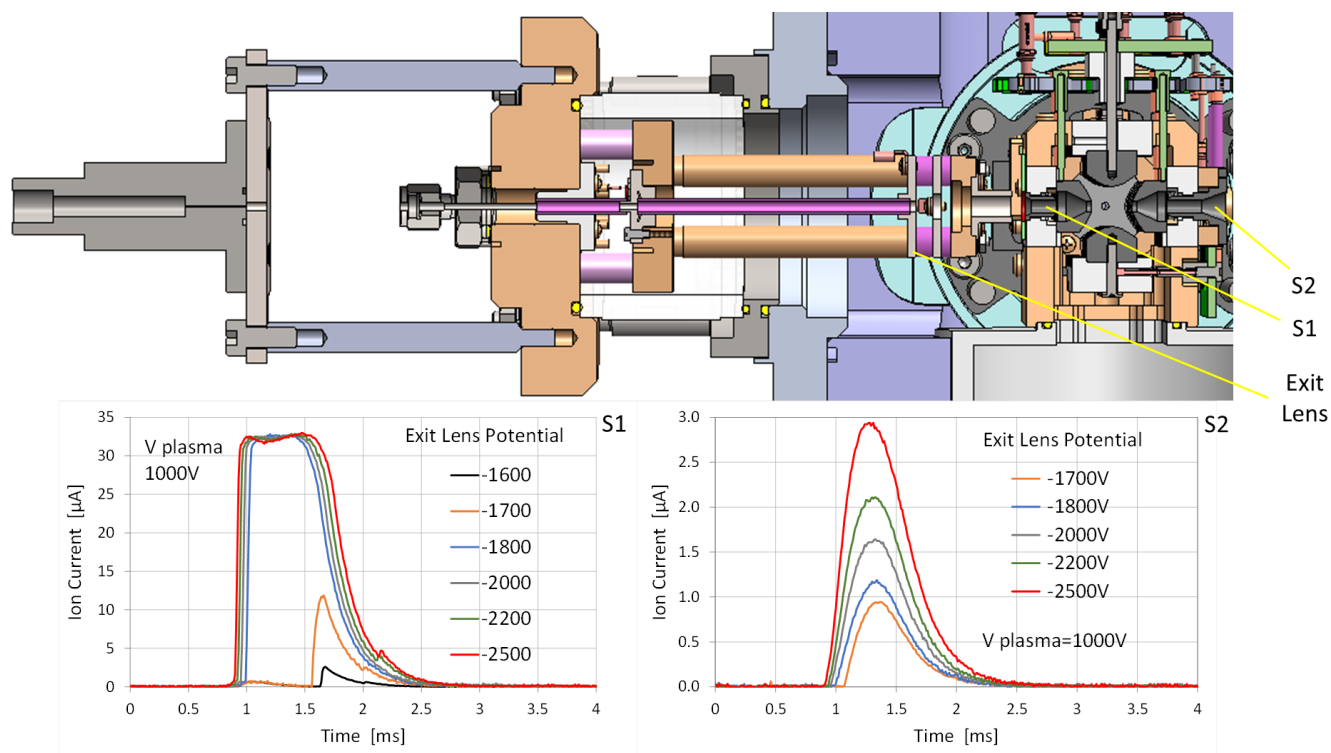 S2
S1
Exit
Lens
S1
V plasma
1000V
Exit Lens Potential
-1600
-1700
-1800
-2000
-2200
-2500
35
30
25
20
15
10
5
0
Ion Current [µA]
0 0.5 1 1.5 2 2.5 3 3.5 4
Time [ms]
S2
Exit Lens Potential
-1700V
-1800V
-2000V
-2200V
-2500V
V plasma=1000V
3.0
2.5
2.0
1.5
1.0
0.5
0.0
Ion Current [µA]
0 0.5 1 1.5 2 2.5 3 3.5 4
Time [ms]